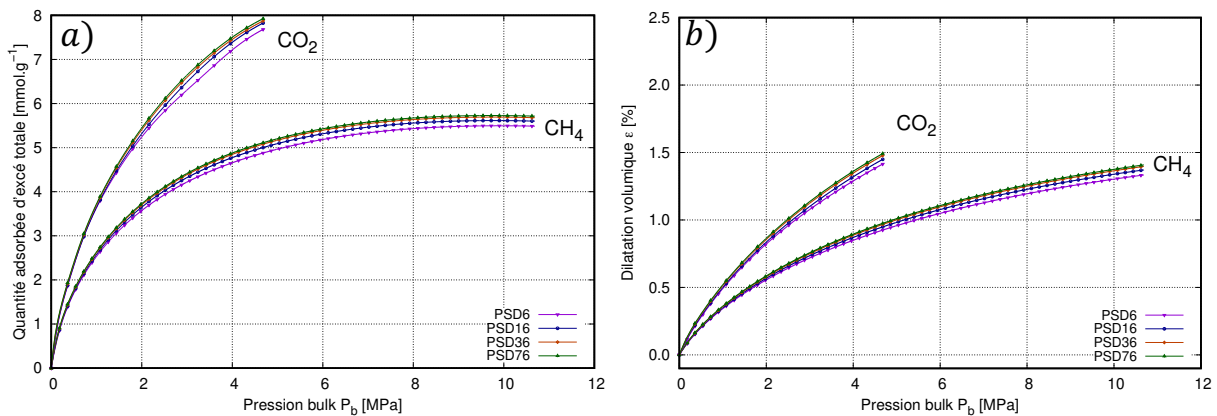 a)
Quantité adsorbée d'excé totale [mmol.g⁻¹]
8
7
6
5
4
3
2
1
0
CO₂
CH₄
PSD6
PSD16
PSD36
PSD76
0 2 4 6 8 10 12
Pression bulk P_b [MPa]
b)
Dilatation volumique ε [%]
2.5
2.0
1.5
1.0
0.5
0.0
CO₂
CH₄
PSD6
PSD16
PSD36
PSD76
0 2 4 6 8 10 12
Pression bulk P_b [MPa]